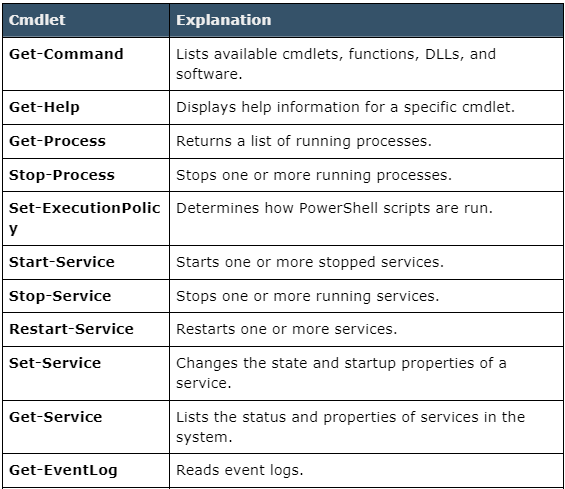 Cmdlet Explanation
Get-Command Lists available cmdlets, functions, DLLs, and
software.
Get-Help Displays help information for a specific cmdlet.
Get-Process Returns a list of running processes.
Stop-Process Stops one or more running processes.
Set-ExecutionPolic Determines how PowerShell scripts are run.
y
Start-Service Starts one or more stopped services.
Stop-Service Stops one or more running services.
Restart-Service Restarts one or more services.
Set-Service Changes the state and startup properties of a
service.
Get-Service Lists the status and properties of services in the
system.
Get-EventLog Reads event logs.